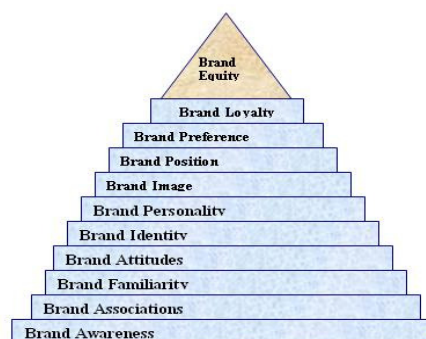 Brand
Equity
Brand Loyalty
Brand Preference
Brand Position
Brand Image
Brand Personality
Brand Identity
Brand Attitudes
Brand Familiarity
Brand Associations
Brand Awareness